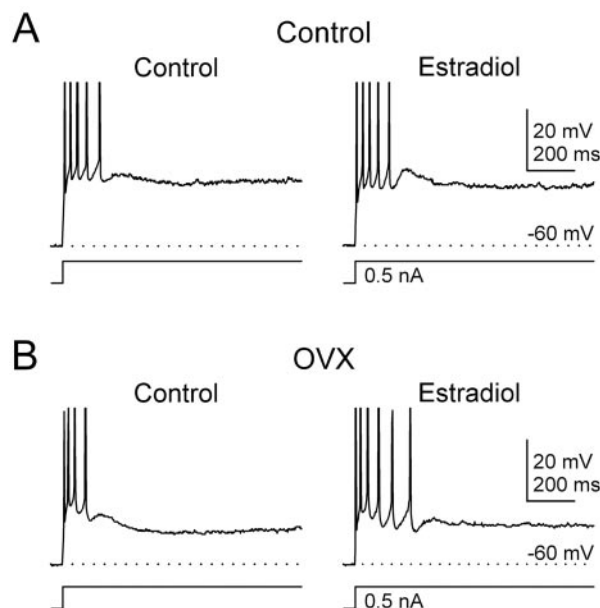 A
Control
Control
Estradiol
20 mV
200 ms
-60 mV
0.5 nA
B
OVX
Control
Estradiol
20 mV
200 ms
-60 mV
0.5 nA